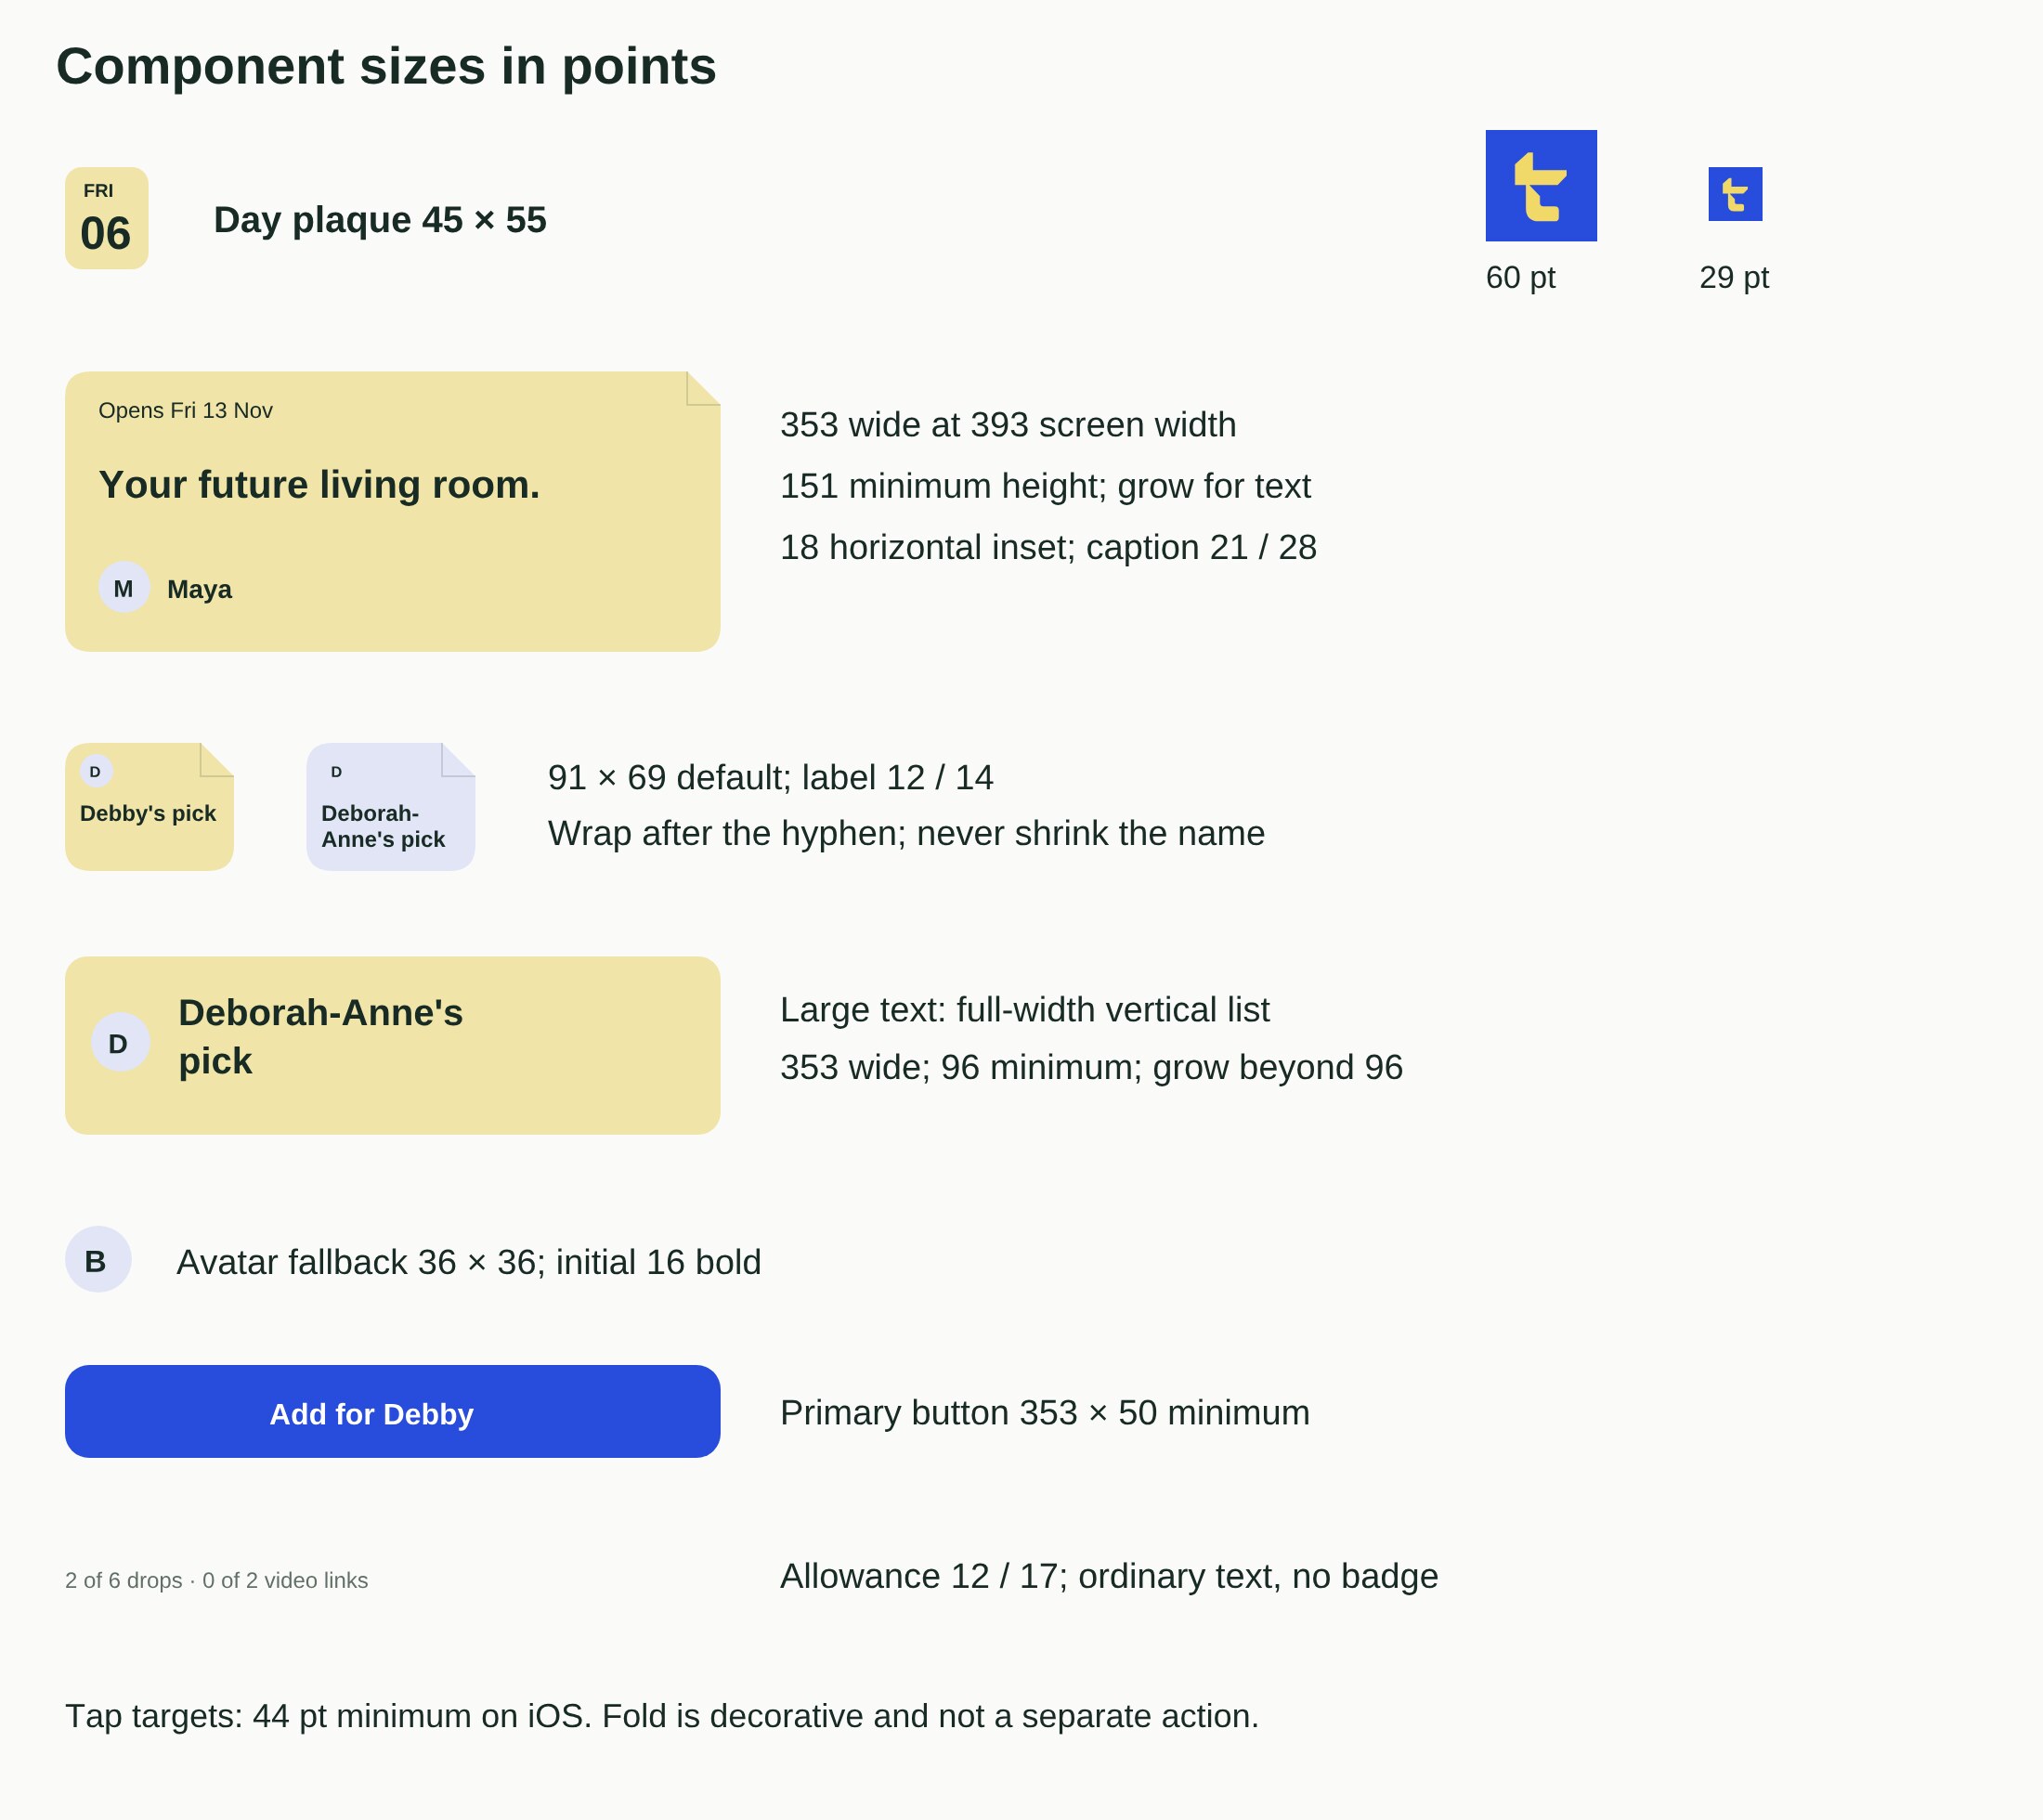 Component sizes in points
FRI
06
Day plaque 45 × 55
60 pt
29 pt
Opens Fri 13 Nov
Your future living room.
M
Maya
353 wide at 393 screen width
151 minimum height; grow for text
18 horizontal inset; caption 21 / 28
D
Debby's pick
D
Deborah-
Anne's pick
91 × 69 default; label 12 / 14
Wrap after the hyphen; never shrink the name
D
Deborah-Anne's
pick
Large text: full-width vertical list
353 wide; 96 minimum; grow beyond 96
B
Avatar fallback 36 × 36; initial 16 bold
Add for Debby
Primary button 353 × 50 minimum
2 of 6 drops · 0 of 2 video links
Allowance 12 / 17; ordinary text, no badge
Tap targets: 44 pt minimum on iOS. Fold is decorative and not a separate action.